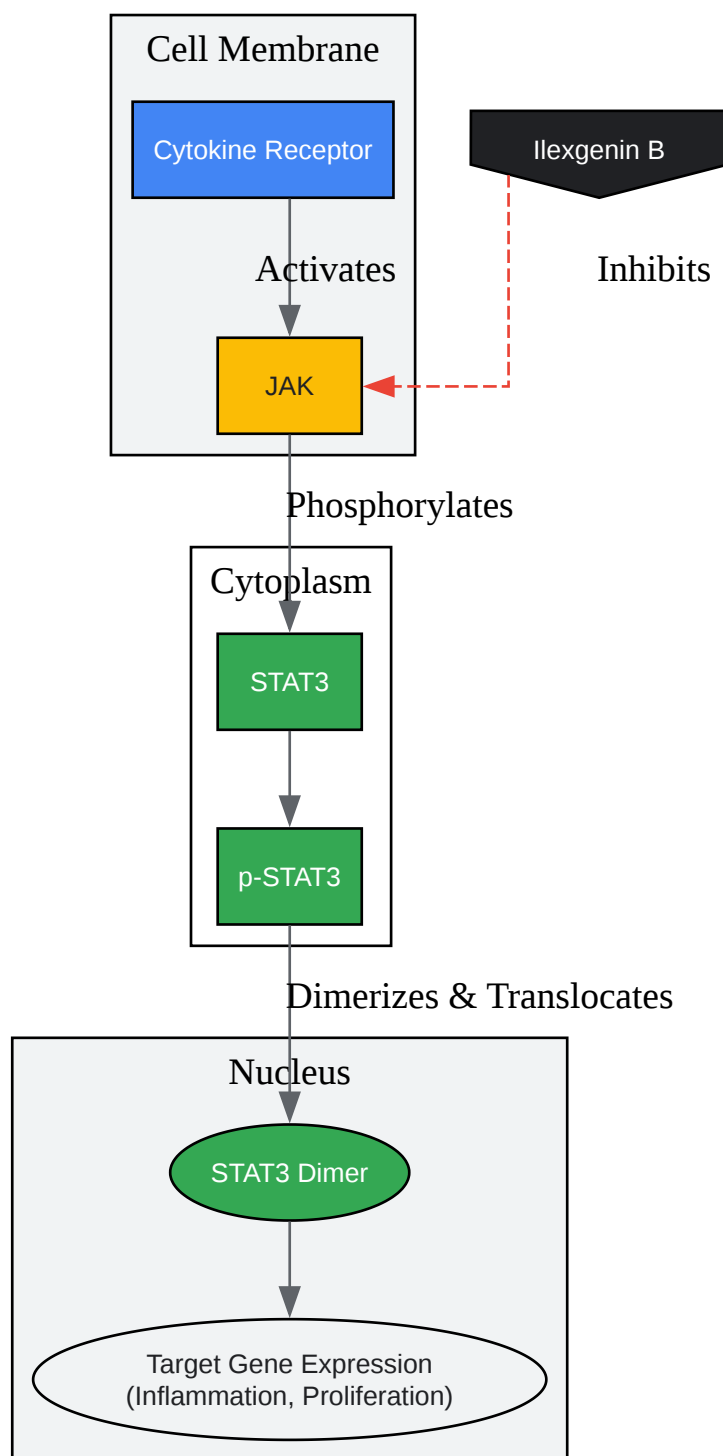 Cell Membrane
Cytokine Receptor
Ilexgenin B
Activates
Inhibits
JAK
Phosphorylates
Cytoplasm
STAT3
p-STAT3
Dimerizes & Translocates
Nucleus
STAT3 Dimer
Target Gene Expression
(Inflammation, Proliferation)